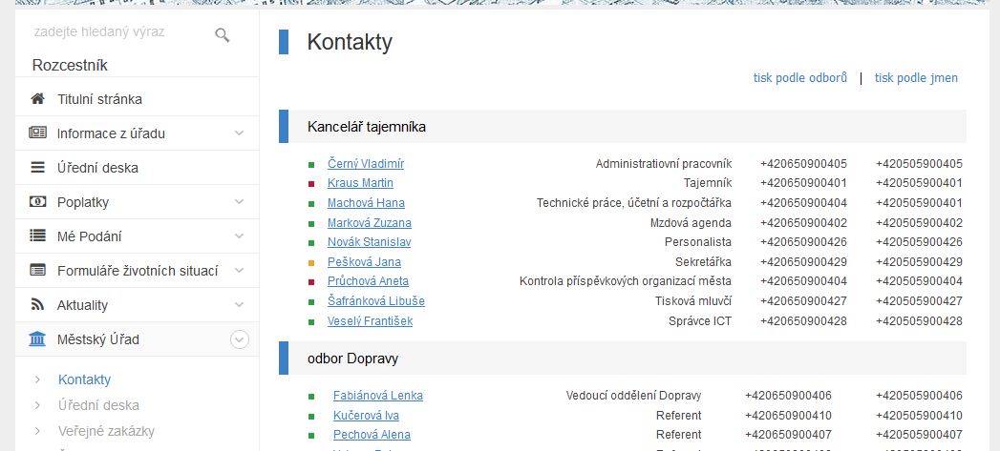 zadejte hledaný výraz
Rozcestník
Titulní stránka
Informace z úřadu
Úřední deska
Poplatky
Mé Podání
Formuláře životních situací
Aktuality
Městský Úřad
Kontakty
Úřední deska
Veřejné zakázky
Kontakty
tisk podle odborů | tisk podle jmen
Kancelář tajemníka
Černý Vladimír Administrationvní pracovník +420650900405 +420505900405
Kraus Martin Tajemník +420650900401 +420505900401
Machová Hana Technické práce, účetní a rozpočtářka +420650900404 +420505900401
Marková Zuzana Mzdová agenda +420650900402 +420505900402
Novák Stanislav Personalista +420650900426 +420505900426
Pešková Jana Sekretářka +420650900429 +420505900429
Průchová Aneta Kontrola příspěvkových organizací města +420650900404 +420505900404
Šafránková Libuše Tisková mluvčí +420650900427 +420505900427
Veselý František Správce ICT +420650900428 +420505900428
odbor Dopravy
Fabiánová Lenka Vedoucí oddělení Dopravy +420650900406 +420505900406
Kučerová Iva Referent +420650900410 +420505900410
Pechová Alena Referent +420650900407 +420505900407